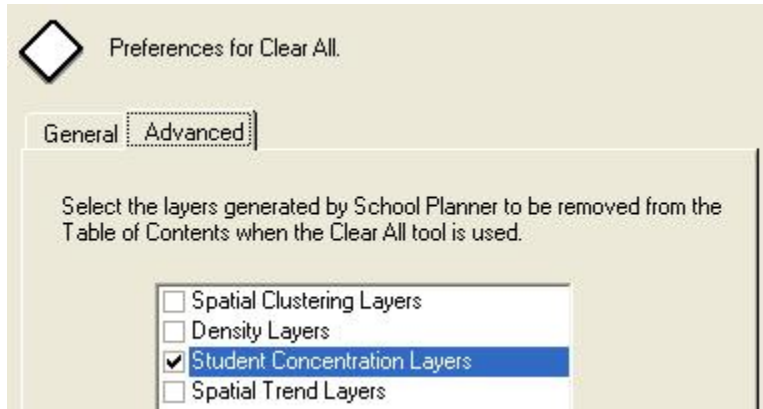 Preferences for Clear All.
General
Advanced
Select the layers generated by School Planner to be removed from the
Table of Contents when the Clear All tool is used.
Spatial Clustering Layers
Density Layers
Student Concentration Layers
Spatial Trend Layers